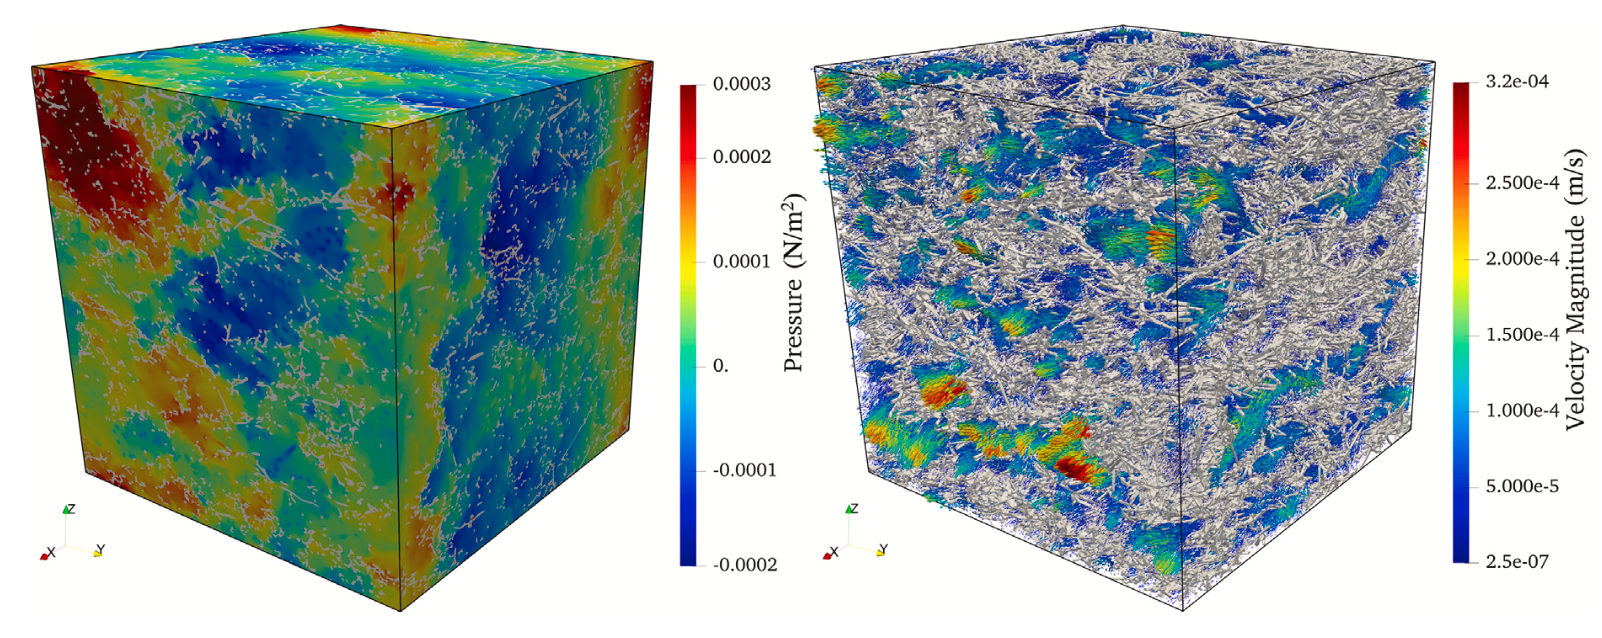 0.0003
0.0002
0.0001
0.
-0.0001
-0.0002
Pressure (N/m²)
Z
X
Y
3.2e-04
2.500e-4
2.000e-4
1.500e-4
1.000e-4
5.000e-5
2.5e-07
Velocity Magnitude (m/s)
Z
X
Y